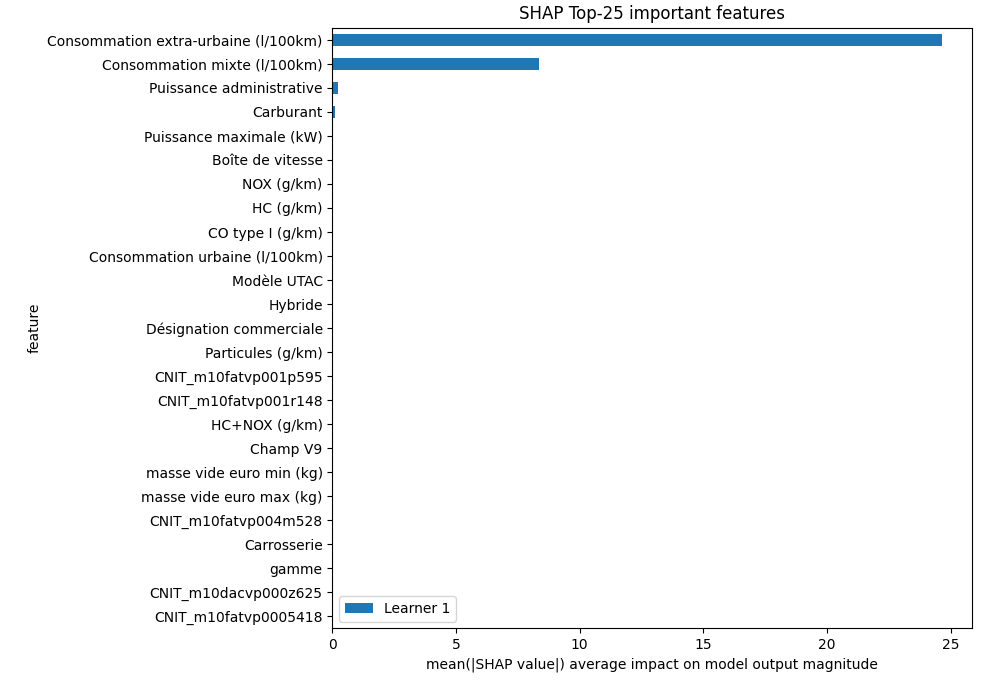 SHAP Top-25 important features
Consommation extra-urbaine (l/100km)
Consommation mixte (l/100km)
Puissance administrative
Carburant
Puissance maximale (kW)
Boîte de vitesse
NOX (g/km)
HC (g/km)
CO type I (g/km)
Consommation urbaine (l/100km)
Modèle UTAC
Hybride
Désignation commerciale
Particules (g/km)
CNIT_m10fatvp001p595
CNIT_m10fatvp001r148
HC+NOX (g/km)
Champ V9
masse vide euro min (kg)
masse vide euro max (kg)
CNIT_m10fatvp004m528
Carrosserie
gamme
CNIT_m10dacvp000z625
CNIT_m10fatvp0005418
feature
Learner 1
0 5 10 15 20 25
mean(|SHAP value|) average impact on model output magnitude